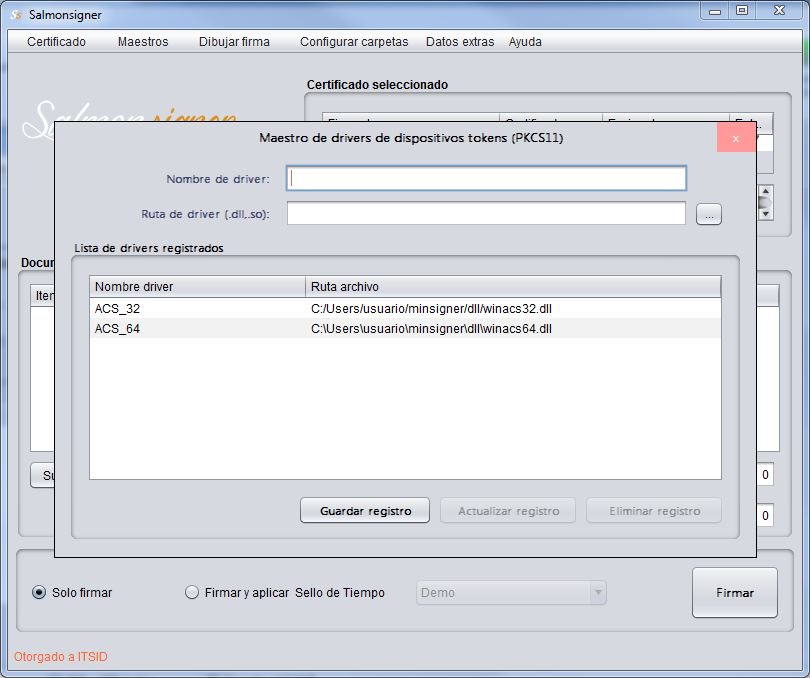 Salmonsigner
Certificado Maestros Dibujar firma Configurar carpetas Datos extras Ayuda
Certificado seleccionado
Maestro de drivers de dispositivos tokens (PKCS11)
x
Nombre de driver:
Ruta de driver (.dll,.so):
...
Lista de drivers registrados
Nombre driver Ruta archivo
ACS_32 C:/Users/usuario/minsigner/dll/winacs32.dll
ACS_64 C:\Users\usuario\minsigner\dll\winacs64.dll
0
Guardar registro Actualizar registro Eliminar registro
0
Solo firmar Firmar y aplicar Sello de Tiempo Demo Firmar
Otorgado a ITSID